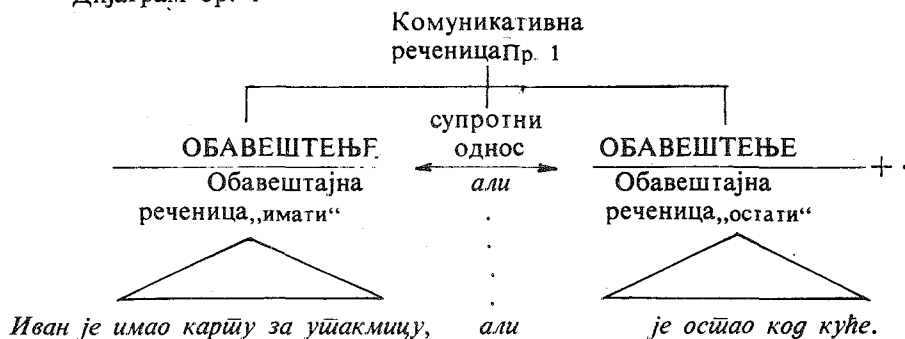 Дијаграм бр.
Комуникативна
реченица Пр. 1
супротни
ОБАВЕШТЕЊЕ однос ОБАВЕШТЕЊЕ
Обавештајна али Обавештајна +
реченица „имати“ реченица „остати“
Иван је имао карту за утакмицу, али је остао код куће.